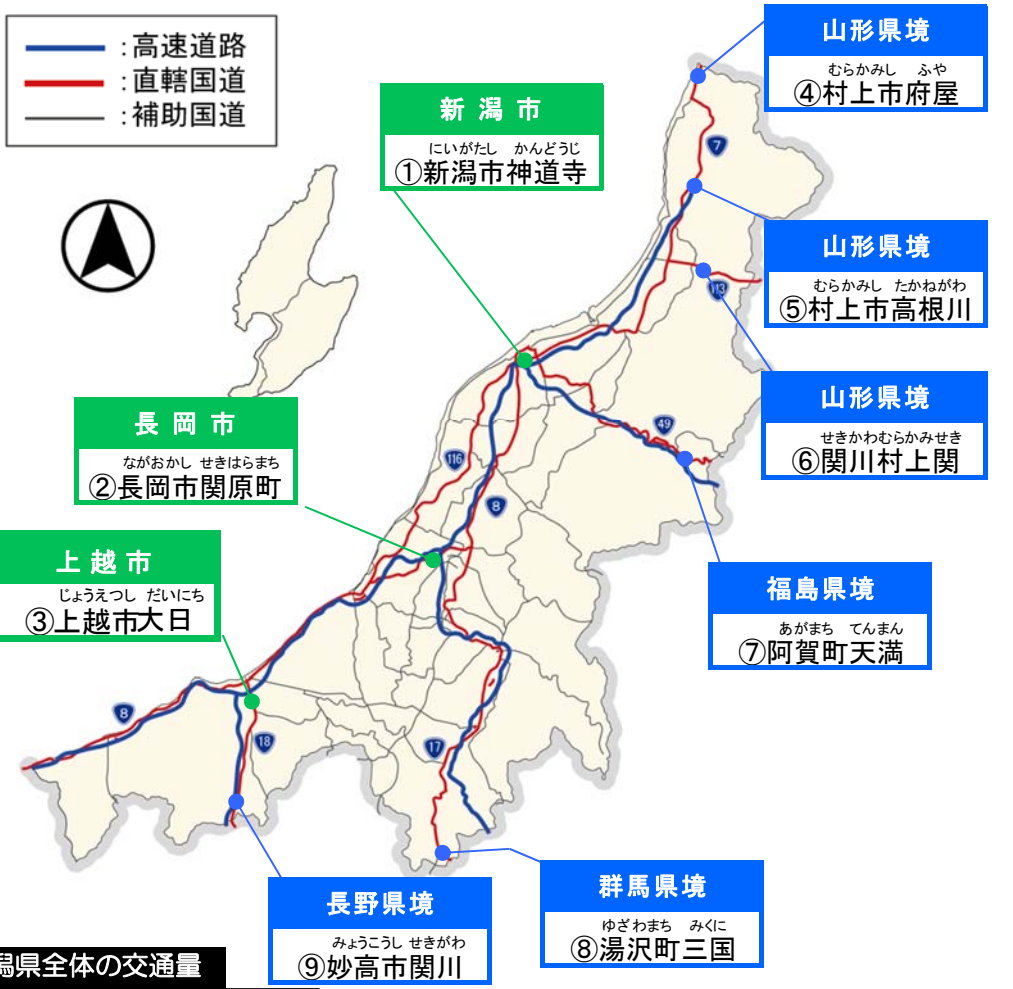 :高速道路
:直轄国道
:補助国道
山形県境
むらかみし ふや
④村上市府屋
新潟市
にいがたし かんどうじ
①新潟市神道寺
7
山形県境
むらかみし たかねがわ
⑤村上市高根川
113
山形県境
せきかわむらかみせき
⑥関川村上関
長岡市
ながおかし せきはらまち
②長岡市関原町
49
116
8
上越市
じょうえつし だいにち
③上越市大日
福島県境
あがまち てんまん
⑦阿賀町天満
8
18
17
長野県境
みょうこうし せきがわ
⑨妙高市関川
群馬県境
ゆざわまち みくに
⑧湯沢町三国
潟県全体の交通量